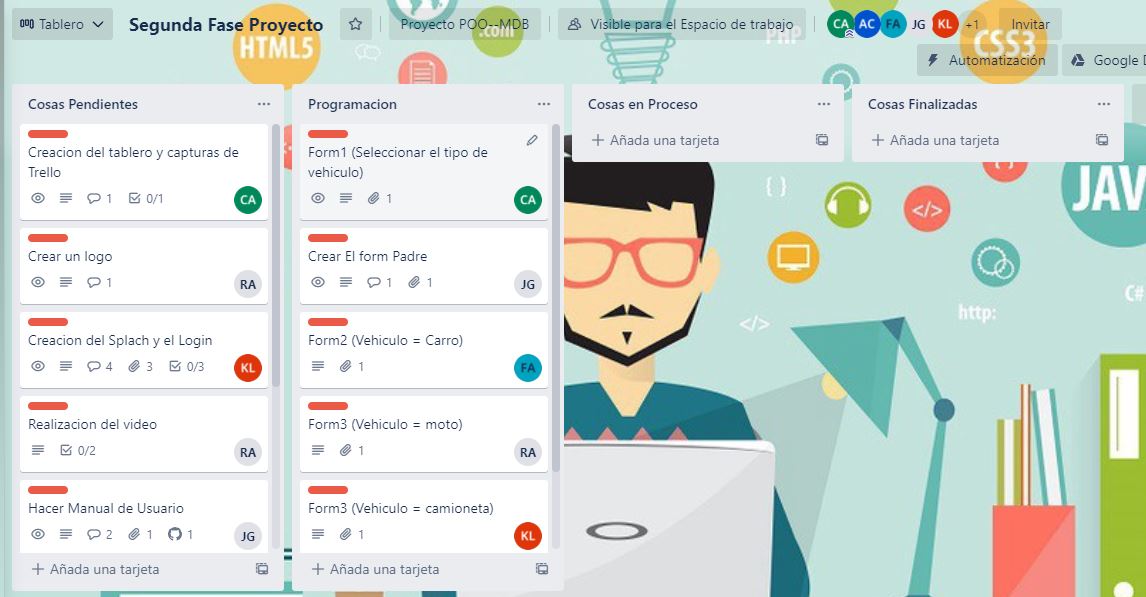 Tablero
Segunda Fase Proyecto
Proyecto POO--MDB
Visible para el Espacio de trabajo
CA
AC
FA
JG
KL
+1
Invitar
Automatización
Google D
HTML5
.com
PHP
CSS3
Cosas Pendientes
Creacion del tablero y capturas de
Trello
1
0/1
CA
Crear un logo
1
RA
Creacion del Splach y el Login
4
3
0/3
KL
Realizacion del video
0/2
RA
Hacer Manual de Usuario
2
1
1
JG
+ Añada una tarjeta
Programacion
Form1 (Seleccionar el tipo de
vehiculo)
1
CA
Crear El form Padre
1
1
JG
Form2 (Vehiculo = Carro)
1
FA
Form3 (Vehiculo = moto)
1
RA
Form3 (Vehiculo = camioneta)
1
KL
+ Añada una tarjeta
Cosas en Proceso
+ Añada una tarjeta
Cosas Finalizadas
+ Añada una tarjeta
{ }
</>
JAV
C#
http:
</>